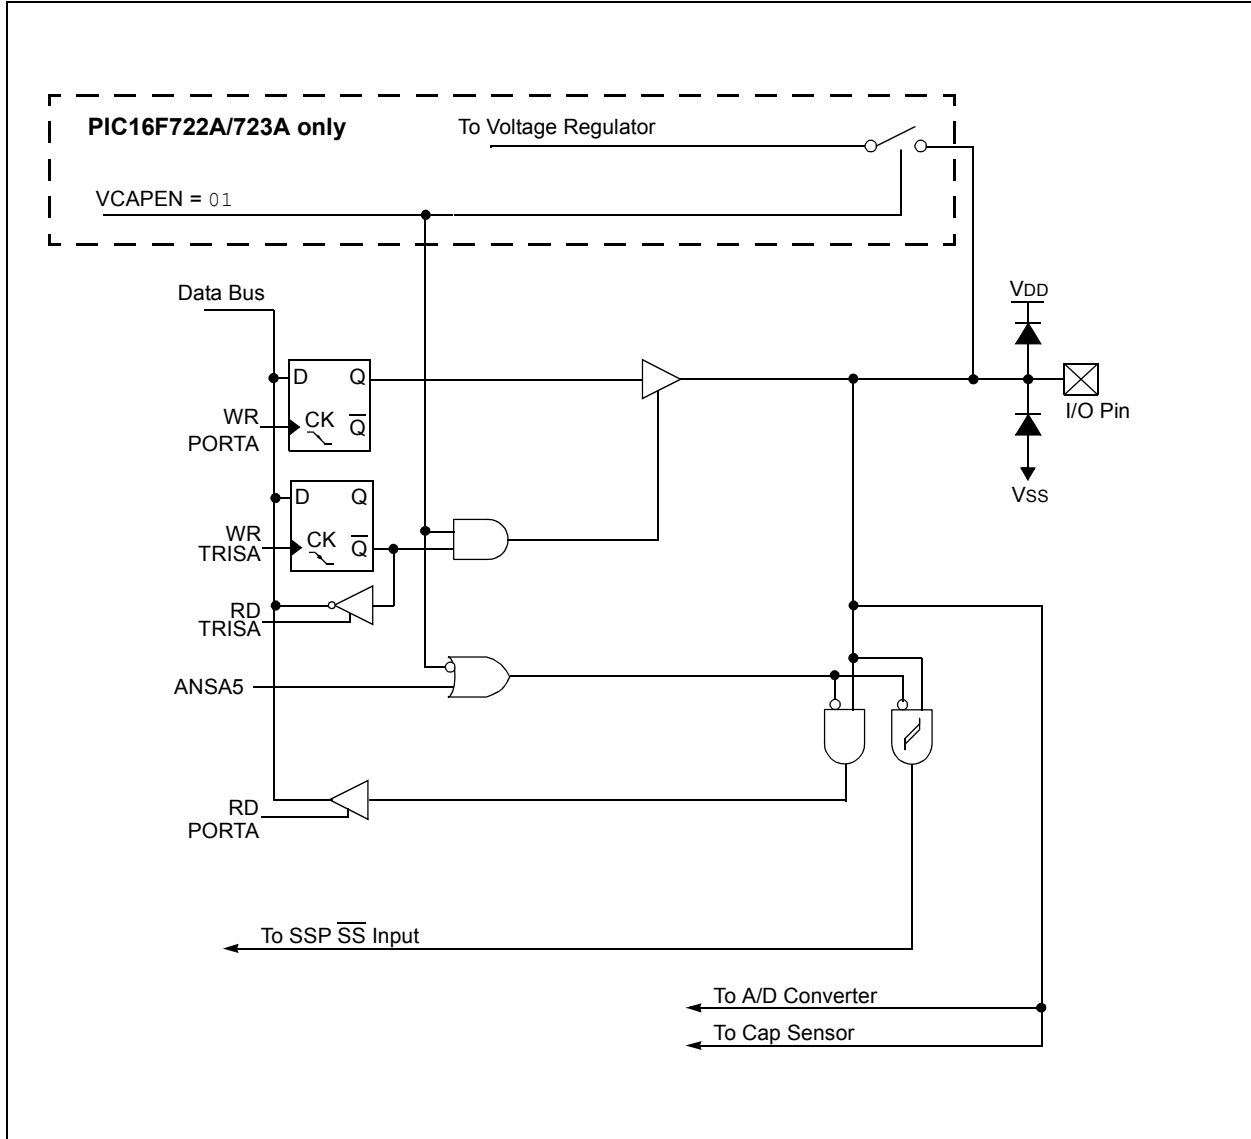 PIC16F722A/723A only
To Voltage Regulator
VCAPEN = 01
Data Bus
VDD
D Q
WR
PORTA
CK Q̅
I/O Pin
VSS
D Q
WR
TRISA
CK Q̅
RD
TRISA
ANSA5
RD
PORTA
To SSP S̅S̅ Input
To A/D Converter
To Cap Sensor